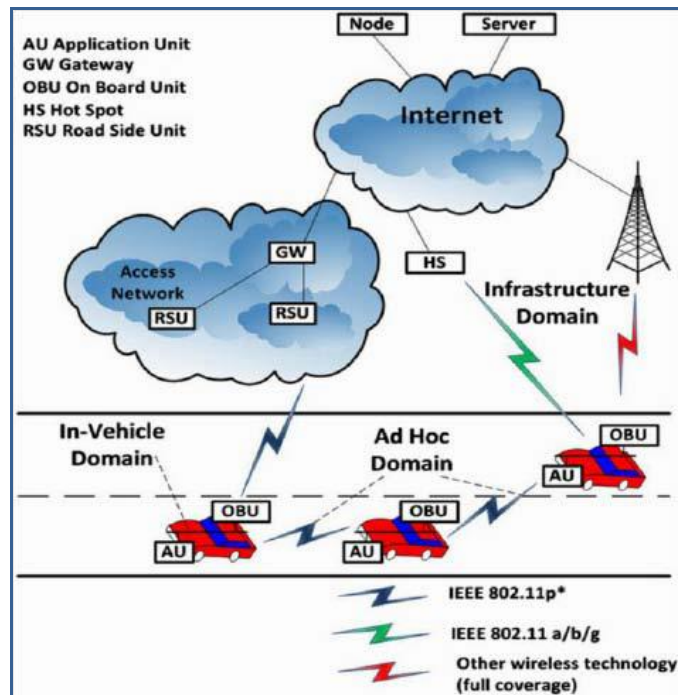 AU Application Unit
GW Gateway
OBU On Board Unit
HS Hot Spot
RSU Road Side Unit
Node
Server
Internet
GW
Access
Network
RSU
RSU
HS
Infrastructure
Domain
In-Vehicle
Domain
Ad Hoc
Domain
OBU
AU
OBU
AU
OBU
AU
IEEE 802.11p*
IEEE 802.11 a/b/g
Other wireless technology
(full coverage)